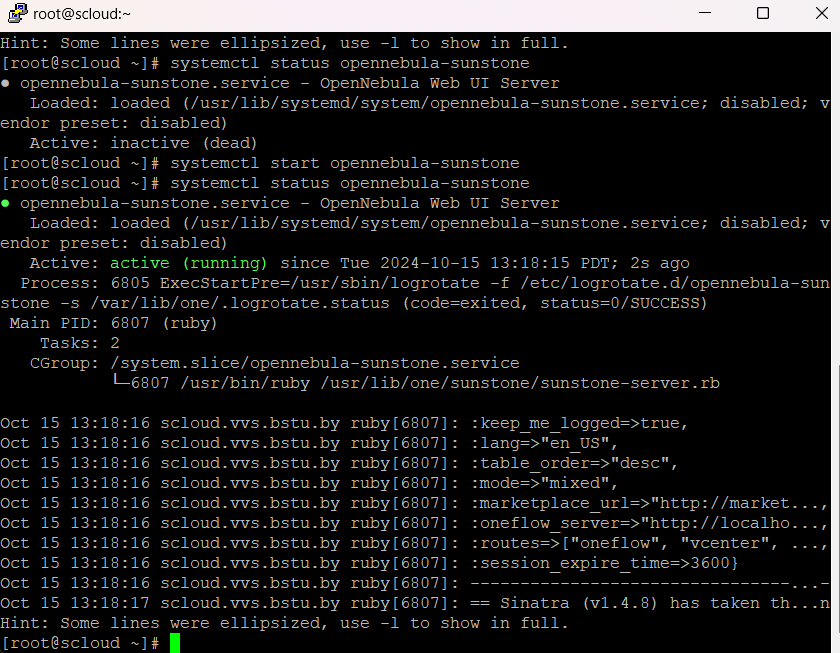 root@scloud:~
Hint: Some lines were ellipsized, use -l to show in full.
[root@scloud ~]# systemctl status opennebula-sunstone
● opennebula-sunstone.service - OpenNebula Web UI Server
   Loaded: loaded (/usr/lib/systemd/system/opennebula-sunstone.service; disabled; v
endor preset: disabled)
   Active: inactive (dead)
[root@scloud ~]# systemctl start opennebula-sunstone
[root@scloud ~]# systemctl status opennebula-sunstone
● opennebula-sunstone.service - OpenNebula Web UI Server
   Loaded: loaded (/usr/lib/systemd/system/opennebula-sunstone.service; disabled; v
endor preset: disabled)
   Active: active (running) since Tue 2024-10-15 13:18:15 PDT; 2s ago
  Process: 6805 ExecStartPre=/usr/sbin/logrotate -f /etc/logrotate.d/opennebula-sun
stone -s /var/lib/one/.logrotate.status (code=exited, status=0/SUCCESS)
 Main PID: 6807 (ruby)
    Tasks: 2
   CGroup: /system.slice/opennebula-sunstone.service
           └─6807 /usr/bin/ruby /usr/lib/one/sunstone/sunstone-server.rb

Oct 15 13:18:16 scloud.vvs.bstu.by ruby[6807]: :keep_me_logged=>true,
Oct 15 13:18:16 scloud.vvs.bstu.by ruby[6807]: :lang=>"en_US",
Oct 15 13:18:16 scloud.vvs.bstu.by ruby[6807]: :table_order=>"desc",
Oct 15 13:18:16 scloud.vvs.bstu.by ruby[6807]: :mode=>"mixed",
Oct 15 13:18:16 scloud.vvs.bstu.by ruby[6807]: :marketplace_url=>"http://market...,
Oct 15 13:18:16 scloud.vvs.bstu.by ruby[6807]: :oneflow_server=>"http://localho...,
Oct 15 13:18:16 scloud.vvs.bstu.by ruby[6807]: :routes=>["oneflow", "vcenter", ...,
Oct 15 13:18:16 scloud.vvs.bstu.by ruby[6807]: :session_expire_time=>3600}
Oct 15 13:18:16 scloud.vvs.bstu.by ruby[6807]: --------------------------------...-
Oct 15 13:18:17 scloud.vvs.bstu.by ruby[6807]: == Sinatra (v1.4.8) has taken th...n
Hint: Some lines were ellipsized, use -l to show in full.
[root@scloud ~]#